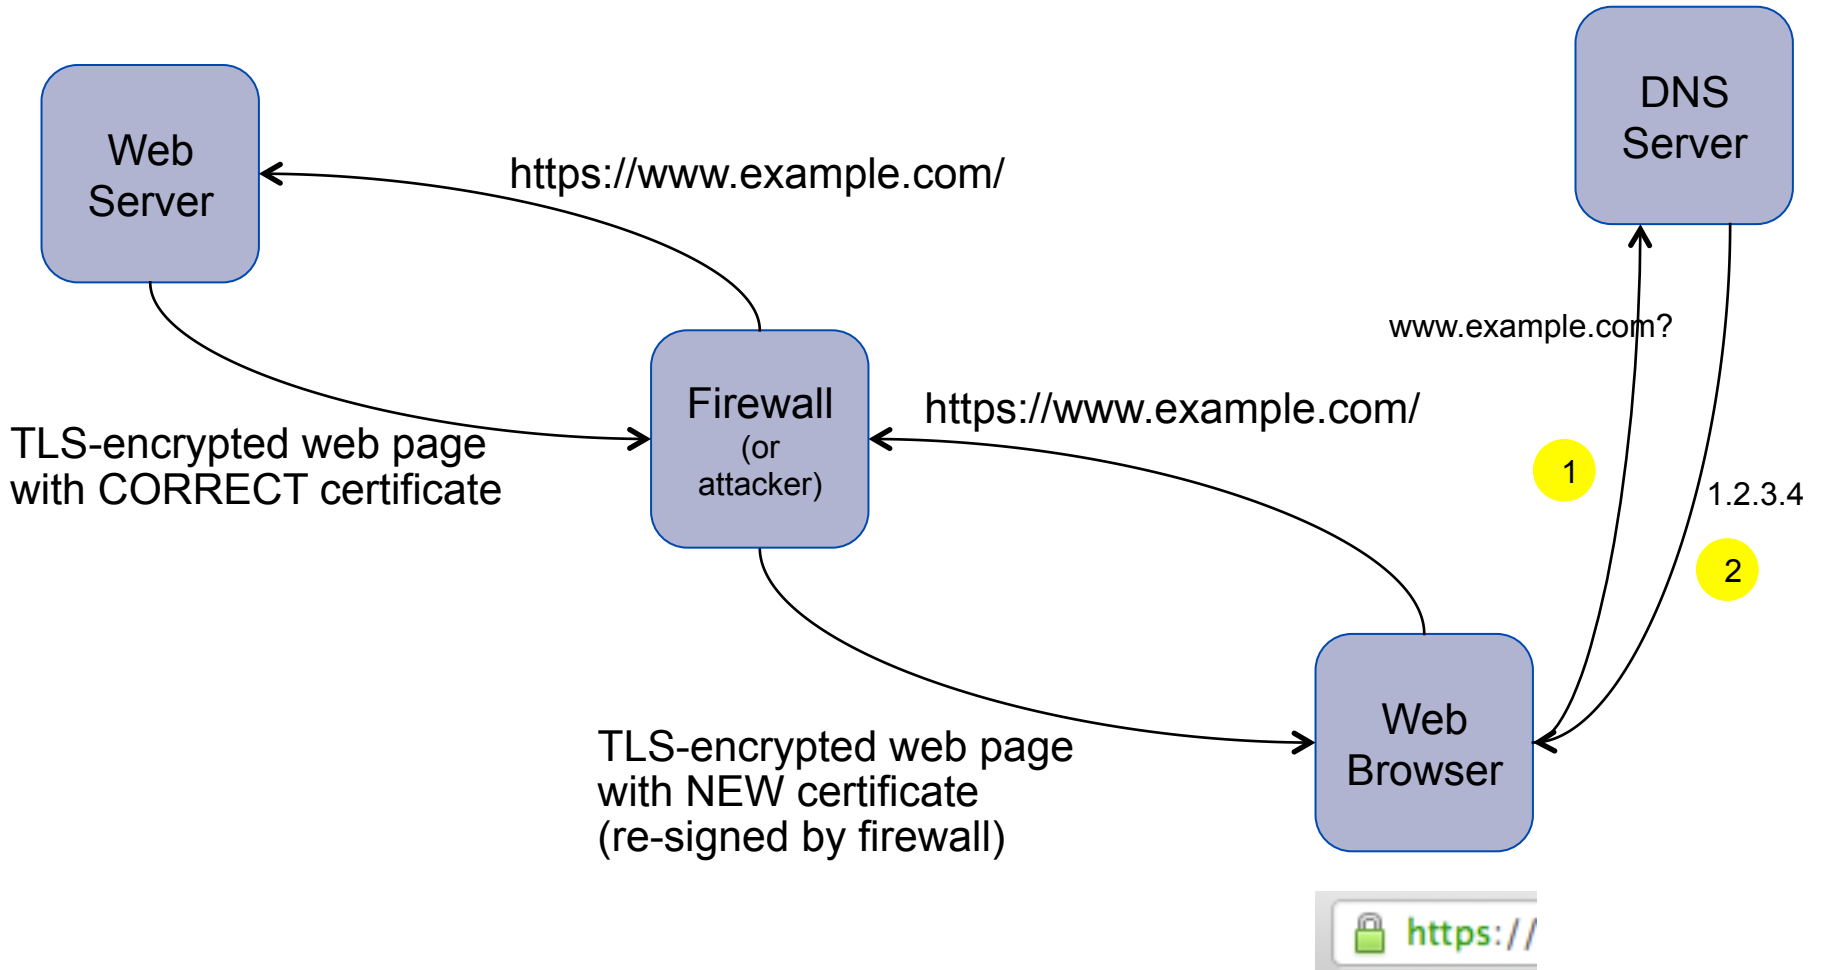 DNS
Server
Web
Server
https://www.example.com/
www.example.com?
Firewall
(or
attacker)
https://www.example.com/
TLS-encrypted web page
with CORRECT certificate
1
1.2.3.4
2
TLS-encrypted web page
with NEW certificate
(re-signed by firewall)
Web
Browser
https://